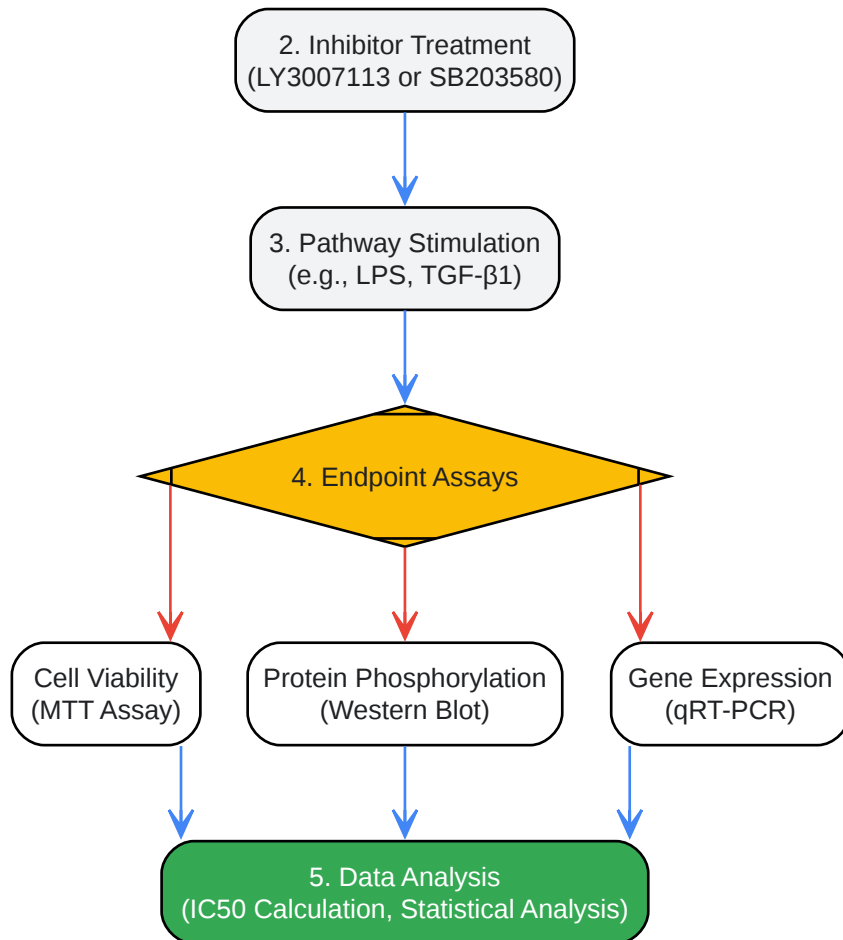 2. Inhibitor Treatment
(LY3007113 or SB203580)
3. Pathway Stimulation
(e.g., LPS, TGF-β1)
4. Endpoint Assays
Cell Viability
(MTT Assay)
Protein Phosphorylation
(Western Blot)
Gene Expression
(qRT-PCR)
5. Data Analysis
(IC50 Calculation, Statistical Analysis)